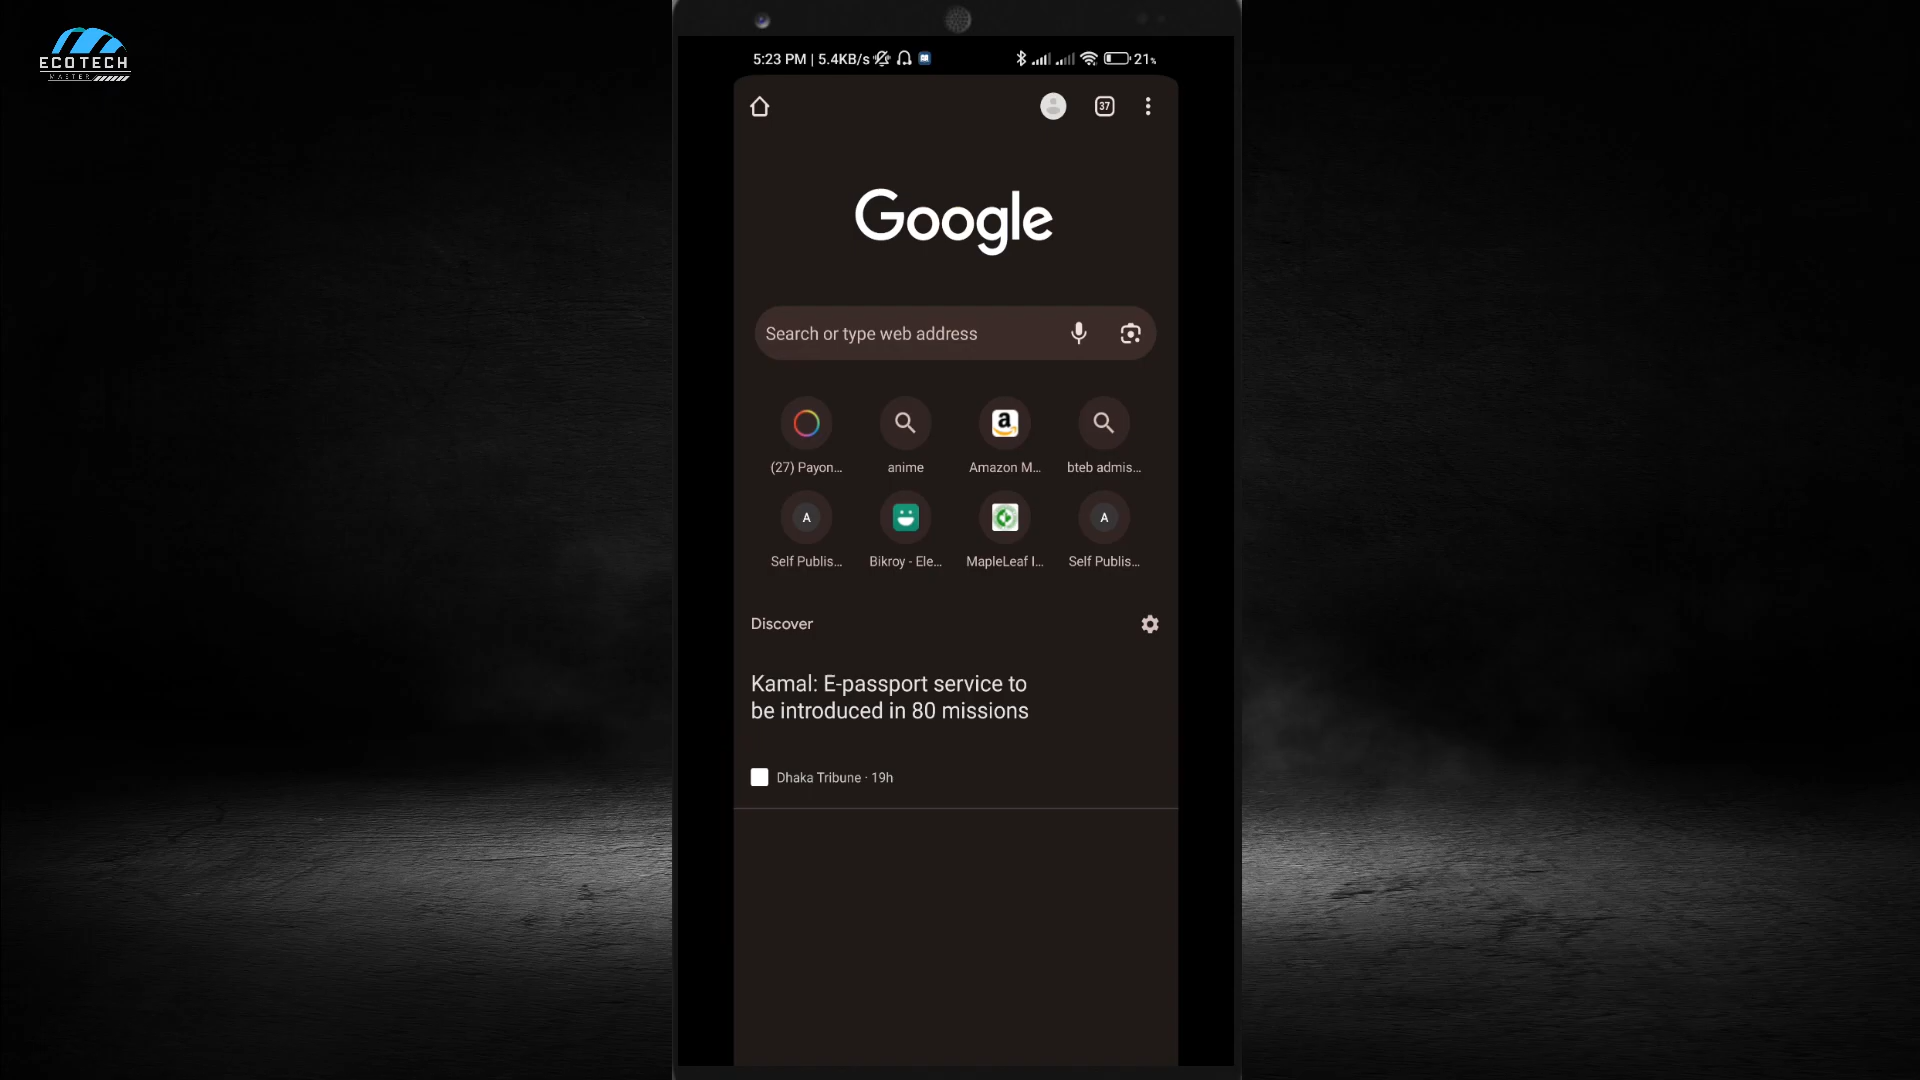 ECOTECH
MASTER
5:23 PM | 5.4KB/s
21%
37
Google
Search or type web address
(27) Payon...
anime
Amazon M...
bteb admis...
A
A
Self Publis...
Bikroy - Ele...
MapleLeaf I...
Self Publis...
Discover
Kamal: E-passport service to
be introduced in 80 missions
Dhaka Tribune · 19h